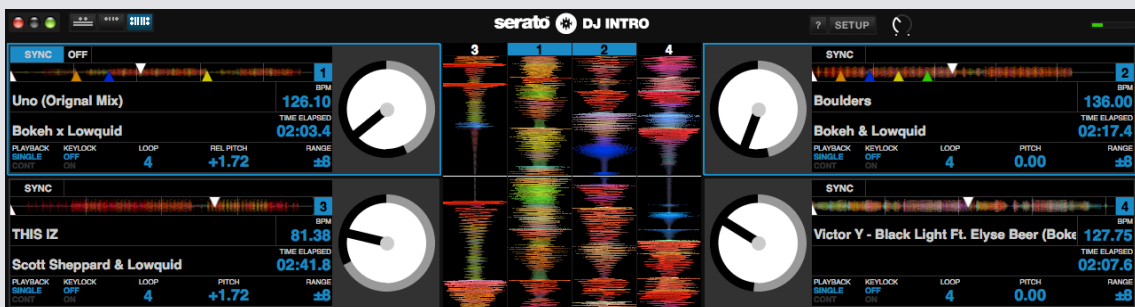 serato DJ INTRO
? SETUP
SYNC OFF
1
Uno (Orignal Mix)
BPM
126.10
Bokeh x Lowquid
TIME ELAPSED
02:03.4
PLAYBACK KEYLOCK LOOP REL PITCH RANGE
SINGLE OFF 4 +1.72 ±8
CONT ON
3 1 2 4
2
Boulders
BPM
136.00
Bokeh & Lowquid
TIME ELAPSED
02:17.4
PLAYBACK KEYLOCK LOOP PITCH RANGE
SINGLE OFF 4 0.00 ±8
CONT ON
SYNC
3
THIS IZ
BPM
81.38
Scott Sheppard & Lowquid
TIME ELAPSED
02:41.8
PLAYBACK KEYLOCK LOOP PITCH RANGE
SINGLE OFF 4 +1.72 ±8
CONT ON
SYNC
4
Victor Y - Black Light Ft. Elyse Beer (Boke
BPM
127.75
TIME ELAPSED
02:07.6
PLAYBACK KEYLOCK LOOP PITCH RANGE
SINGLE OFF 4 0.00 ±8
CONT ON